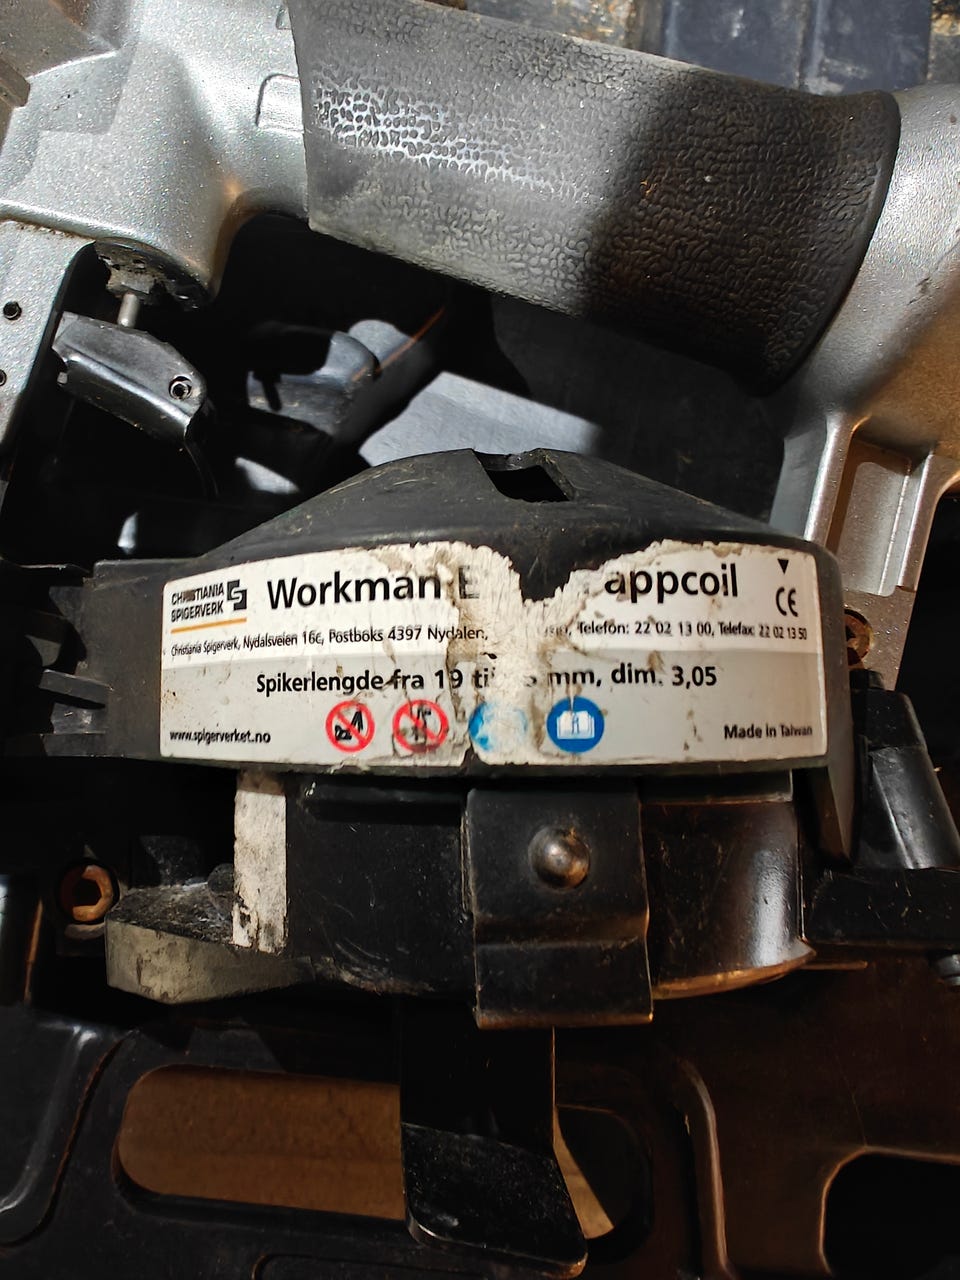 CHRISTIANIA
SPIGERVERK
Workman appcoil
CE
Christiania Spigerverk, Nydalsveien 16c, Postboks 4397 Nydalen, Telefon: 22 02 13 00, Telefax: 22 02 13 50
Spikerlengde fra 19 mm, dim. 3,05
www.spigerverket.no
Made in Taiwan